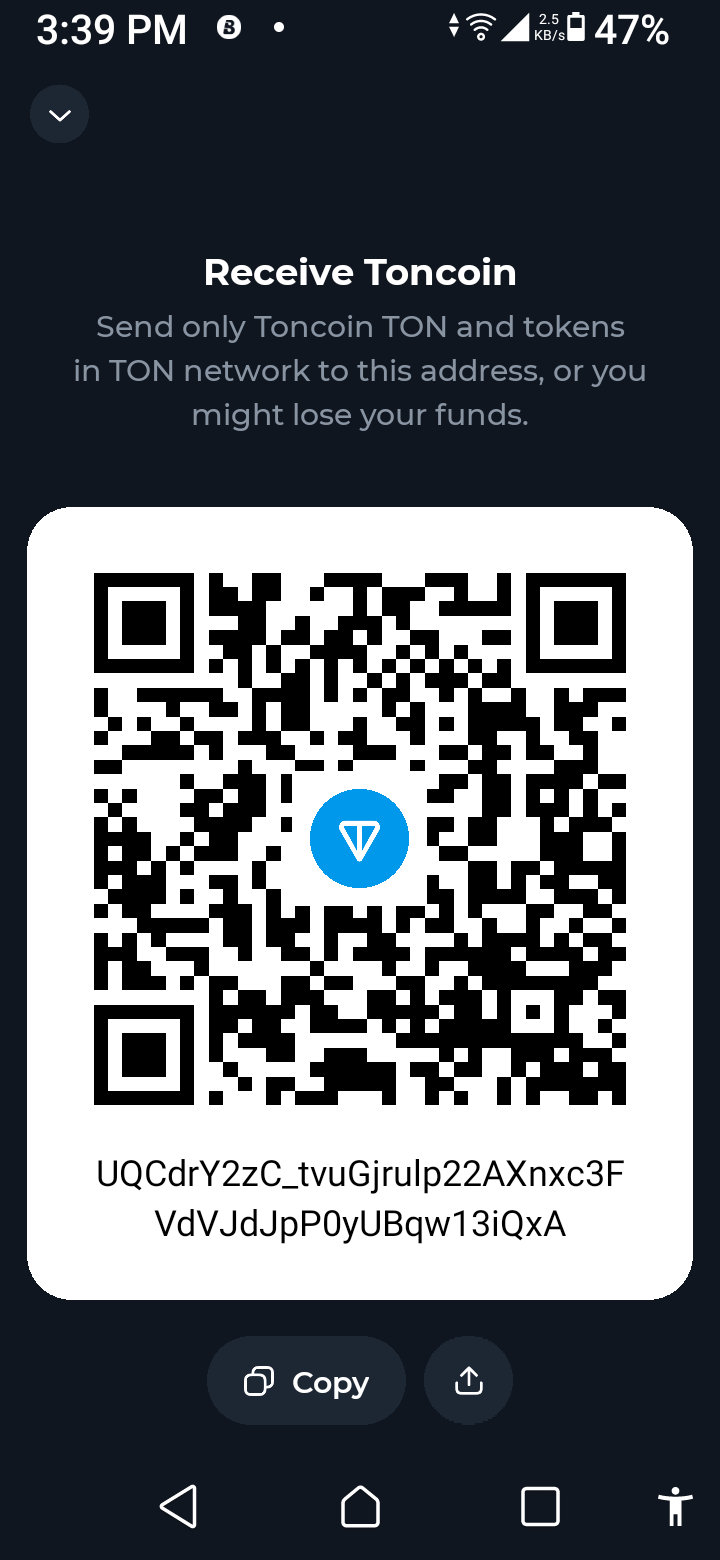 3:39 PM
2.5
KB/s
47%
Receive Toncoin
Send only Toncoin TON and tokens
in TON network to this address, or you
might lose your funds.
UQCdrY2zC_tvuGjrulp22AXnxc3F
VdVJdJpP0yUBqw13iQxA
Copy